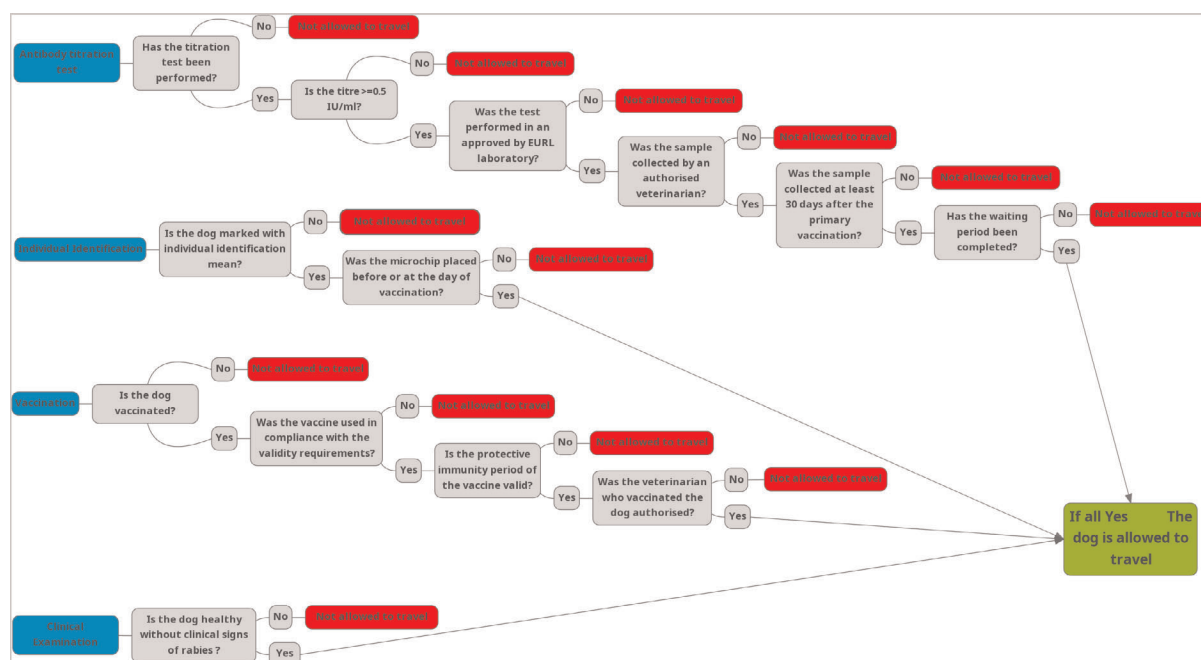 Antibody titration
test
Has the titration
test been
performed?
No
Not allowed to travel
Yes
Is the titre >=0.5
IU/ml?
No
Not allowed to travel
Yes
Was the test
performed in an
approved by EURL
laboratory?
No
Not allowed to travel
Yes
Was the sample
collected by an
authorised
veterinarian?
No
Not allowed to travel
Yes
Was the sample
collected at least
30 days after the
primary
vaccination?
No
Not allowed to travel
Yes
Has the waiting
period been
completed?
No
Not allowed to travel
Yes
Individual Identification
Is the dog marked with
individual identification
mean?
No
Not allowed to travel
Yes
Was the microchip placed
before or at the day of
vaccination?
No
Not allowed to travel
Yes
Vaccination
Is the dog
vaccinated?
No
Not allowed to travel
Yes
Was the vaccine used in
compliance with the
validity requirements?
No
Not allowed to travel
Yes
Is the protective
immunity period of
the vaccine valid?
No
Not allowed to travel
Yes
Was the veterinarian
who vaccinated the
dog authorised?
No
Not allowed to travel
Yes
If all Yes The
dog is allowed to
travel
Clinical
Examination
Is the dog healthy
without clinical signs
of rabies ?
No
Not allowed to travel
Yes